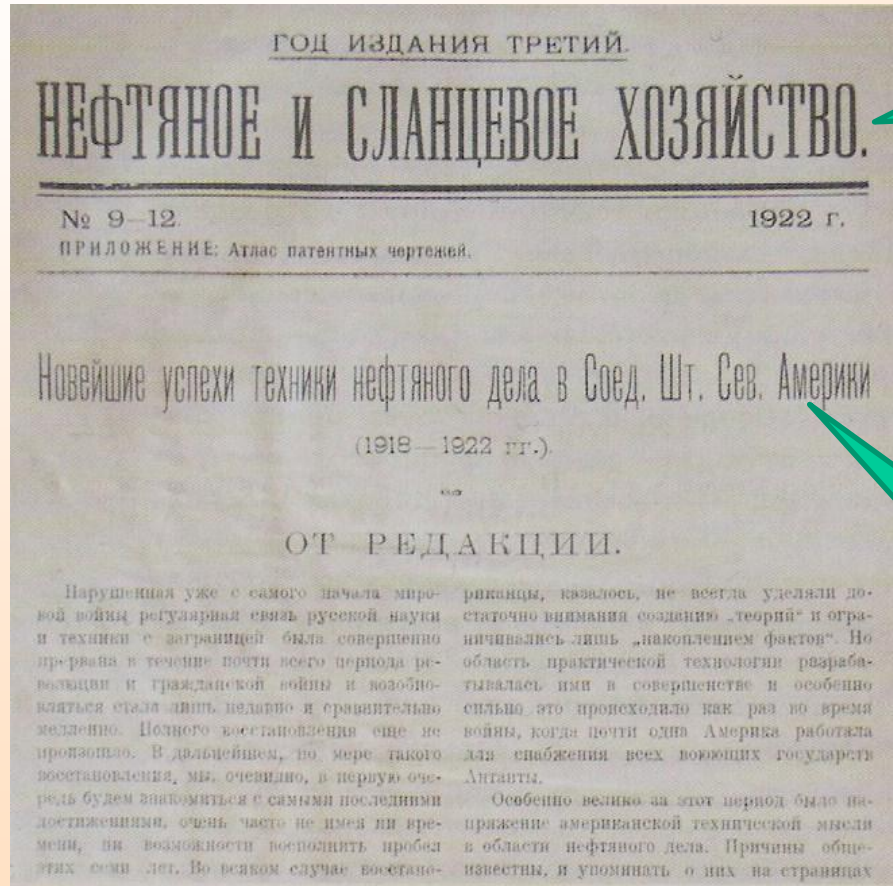 ГОД ИЗДАНИЯ ТРЕТИЙ.
НЕФТЯНОЕ и СЛАНЦЕВОЕ ХОЗЯЙСТВО.
№ 9—12.
1922 г.
ПРИЛОЖЕНИЕ: Атлас патентных чертежей.
Новейшие успехи техники нефтяного дела в Соед. Шт. Сев. Америки
(1918—1922 гг.)
ОТ РЕДАКЦИИ.
Нарушенная уже с самого начала миро-
вой войны регулярная связь русской науки
и техники с заграницей была совершенно
прервана в течение почти всего периода ре-
волюции и гражданской войны и возобно-
вляться стала лишь недавно и сравнительно
медленно. Полного восстановления еще не
произошло. В дальнейшем, по мере такого
восстановления, мы, очевидно, в первую оче-
редь будем знакомиться с самыми последними
достижениями, очень часто не имея ни вре-
мени, ни возможности восполнить пробел
этих семи лет. Во всяком случае восстано-
риканцы, казалось, не всегда уделяли до-
статочно внимания созданию „теорий“ и огра-
ничивались лишь „накоплением фактов“. Но
область практической технологии разраба-
тывалась ими в совершенстве и особенно
сильно это происходило как раз во время
войны, когда почти одна Америка работала
для снабжения всех воюющих государств
Антанты.
Особенно велико за этот период было на-
пряжение американской технической мысли
в области нефтяного дела. Причины обще-
известны, и упоминать о них на страницах